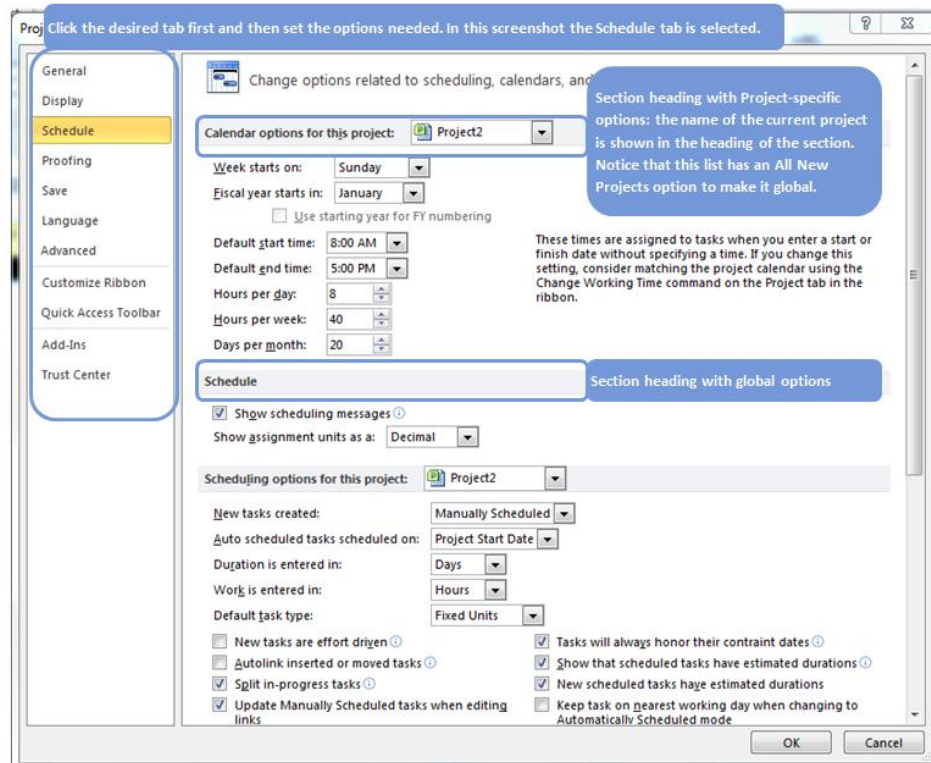 Proj
Click the desired tab first and then set the options needed. In this screenshot the Schedule tab is selected.
General
Display
Schedule
Proofing
Save
Language
Advanced
Customize Ribbon
Quick Access Toolbar
Add-Ins
Trust Center
Change options related to scheduling, calendars, and
Section heading with Project-specific
options: the name of the current project
is shown in the heading of the section.
Notice that this list has an All New
Projects option to make it global.
Calendar options for this project: Project2
Week starts on: Sunday
Fiscal year starts in: January
Use starting year for FY numbering
Default start time: 8:00 AM
Default end time: 5:00 PM
Hours per day: 8
Hours per week: 40
Days per month: 20
These times are assigned to tasks when you enter a start or
finish date without specifying a time. If you change this
setting, consider matching the project calendar using the
Change Working Time command on the Project tab in the
ribbon.
Schedule
Section heading with global options
Show scheduling messages
Show assignment units as a: Decimal
Scheduling options for this project: Project2
New tasks created: Manually Scheduled
Auto scheduled tasks scheduled on: Project Start Date
Duration is entered in: Days
Work is entered in: Hours
Default task type: Fixed Units
New tasks are effort driven
Autolink inserted or moved tasks
Split in-progress tasks
Update Manually Scheduled tasks when editing
links
Tasks will always honor their contraint dates
Show that scheduled tasks have estimated durations
New scheduled tasks have estimated durations
Keep task on nearest working day when changing to
Automatically Scheduled mode
OK
Cancel